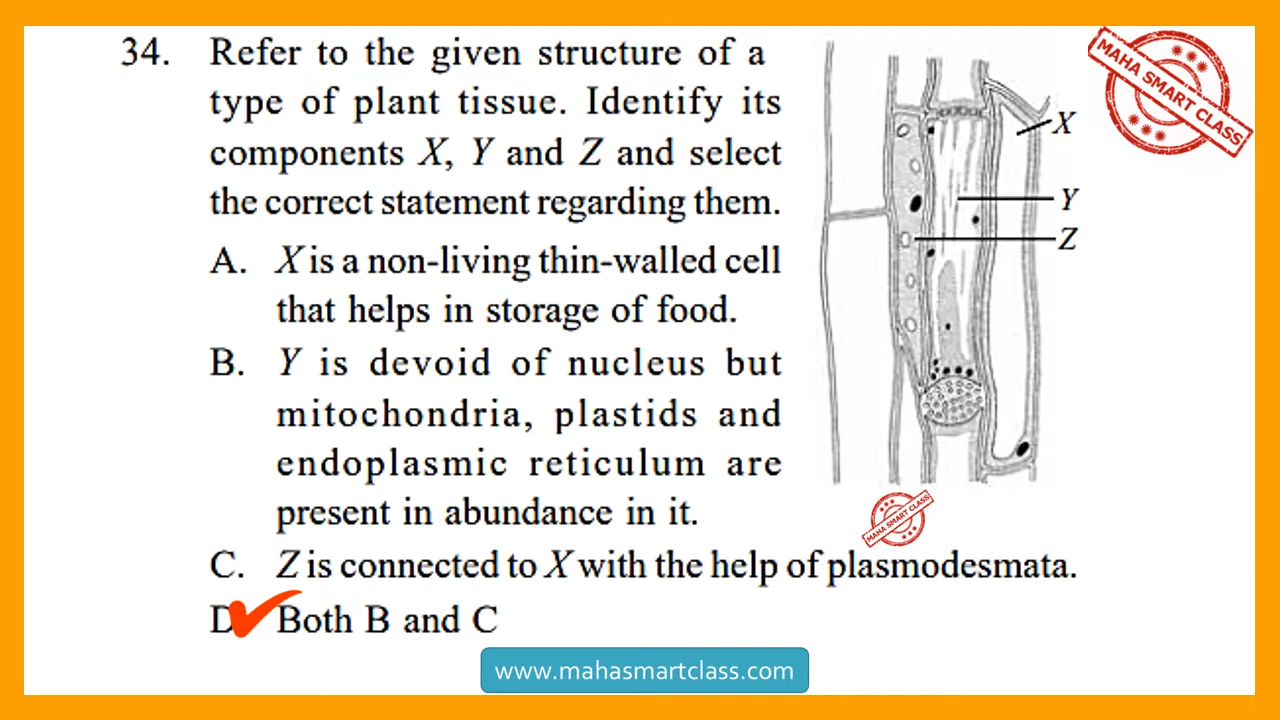 34. Refer to the given structure of a
type of plant tissue. Identify its
components X, Y and Z and select
the correct statement regarding them.
A. X is a non-living thin-walled cell
that helps in storage of food.
B. Y is devoid of nucleus but
mitochondria, plastids and
endoplasmic reticulum are
present in abundance in it.
C. Z is connected to X with the help of plasmodesmata.
D. Both B and C
X
Y
Z
MAHA SMART CLASS
MAHA SMART CLASS
www.mahasmartclass.com